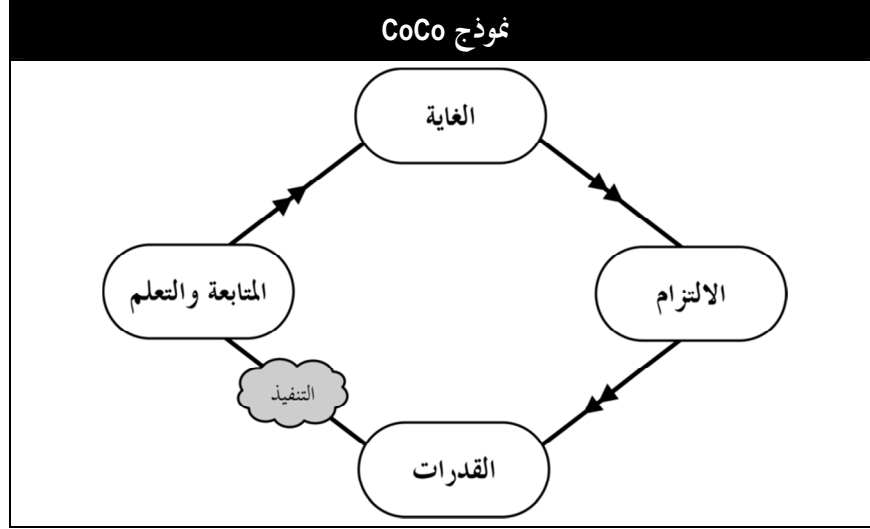 نموذج CoCo
الغاية
الالتزام
المتابعة والتعلم
التنفيذ
القدرات